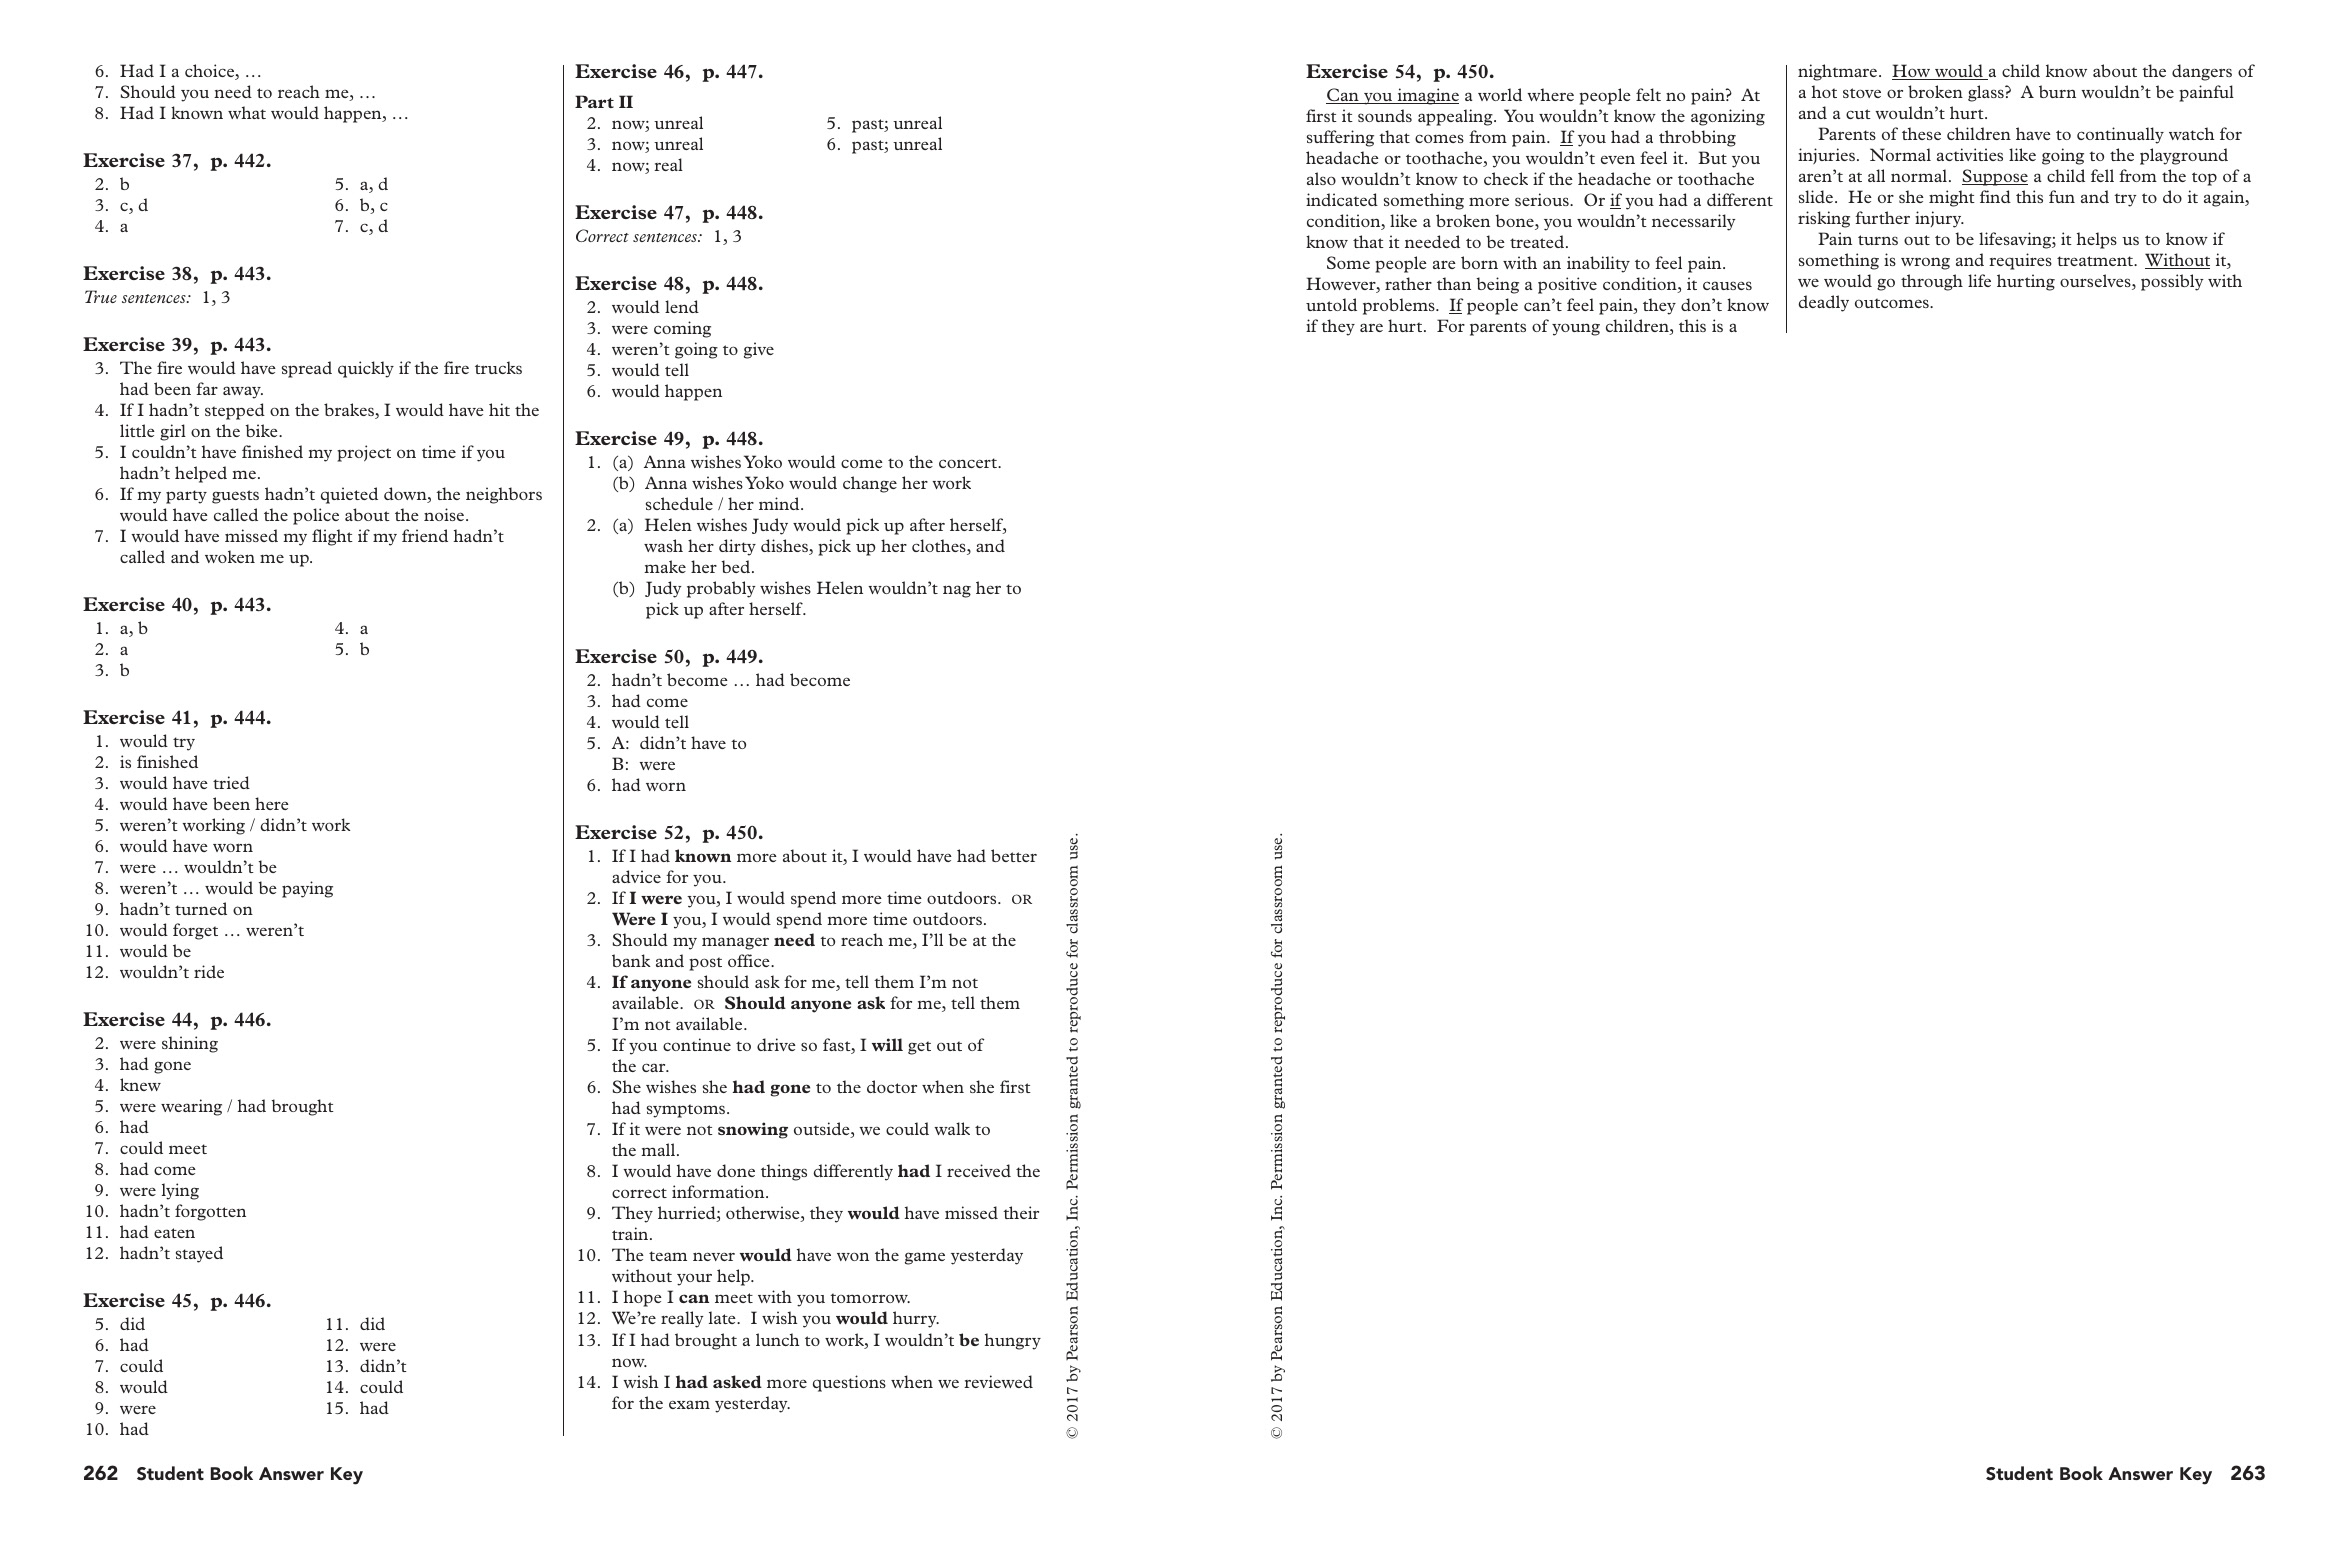 6. Had I a choice, …
7. Should you need to reach me, …
8. Had I known what would happen, …
Exercise 37, p. 442.
2. b
3. c, d
4. a
5. a, d
6. b, c
7. c, d
Exercise 38, p. 443.
True sentences: 1, 3
Exercise 39, p. 443.
3. The fire would have spread quickly if the fire trucks
had been far away.
4. If I hadn’t stepped on the brakes, I would have hit the
little girl on the bike.
5. I couldn’t have finished my project on time if you
hadn’t helped me.
6. If my party guests hadn’t quieted down, the neighbors
would have called the police about the noise.
7. I would have missed my flight if my friend hadn’t
called and woken me up.
Exercise 40, p. 443.
1. a, b
2. a
3. b
4. a
5. b
Exercise 41, p. 444.
1. would try
2. is finished
3. would have tried
4. would have been here
5. weren’t working / didn’t work
6. would have worn
7. were … wouldn’t be
8. weren’t … would be paying
9. hadn’t turned on
10. would forget … weren’t
11. would be
12. wouldn’t ride
Exercise 44, p. 446.
2. were shining
3. had gone
4. knew
5. were wearing / had brought
6. had
7. could meet
8. had come
9. were lying
10. hadn’t forgotten
11. had eaten
12. hadn’t stayed
Exercise 45, p. 446.
5. did
6. had
7. could
8. would
9. were
10. had
11. did
12. were
13. didn’t
14. could
15. had
Exercise 46, p. 447.
Part II
2. now; unreal
3. now; unreal
4. now; real
5. past; unreal
6. past; unreal
Exercise 47, p. 448.
Correct sentences: 1, 3
Exercise 48, p. 448.
2. would lend
3. were coming
4. weren’t going to give
5. would tell
6. would happen
Exercise 49, p. 448.
1. (a) Anna wishes Yoko would come to the concert.
(b) Anna wishes Yoko would change her work
schedule / her mind.
2. (a) Helen wishes Judy would pick up after herself,
wash her dirty dishes, pick up her clothes, and
make her bed.
(b) Judy probably wishes Helen wouldn’t nag her to
pick up after herself.
Exercise 50, p. 449.
2. hadn’t become … had become
3. had come
4. would tell
5. A: didn’t have to
B: were
6. had worn
Exercise 52, p. 450.
1. If I had known more about it, I would have had better
advice for you.
2. If I were you, I would spend more time outdoors. OR
Were I you, I would spend more time outdoors.
3. Should my manager need to reach me, I’ll be at the
bank and post office.
4. If anyone should ask for me, tell them I’m not
available. OR Should anyone ask for me, tell them
I’m not available.
5. If you continue to drive so fast, I will get out of
the car.
6. She wishes she had gone to the doctor when she first
had symptoms.
7. If it were not snowing outside, we could walk to
the mall.
8. I would have done things differently had I received the
correct information.
9. They hurried; otherwise, they would have missed their
train.
10. The team never would have won the game yesterday
without your help.
11. I hope I can meet with you tomorrow.
12. We’re really late. I wish you would hurry.
13. If I had brought a lunch to work, I wouldn’t be hungry
now.
14. I wish I had asked more questions when we reviewed
for the exam yesterday.
© 2017 by Pearson Education, Inc. Permission granted to reproduce for classroom use.
262 Student Book Answer Key
© 2017 by Pearson Education, Inc. Permission granted to reproduce for classroom use.
Exercise 54, p. 450.
Can you imagine a world where people felt no pain? At
first it sounds appealing. You wouldn’t know the agonizing
suffering that comes from pain. If you had a throbbing
headache or toothache, you wouldn’t even feel it. But you
also wouldn’t know to check if the headache or toothache
indicated something more serious. Or if you had a different
condition, like a broken bone, you wouldn’t necessarily
know that it needed to be treated.
Some people are born with an inability to feel pain.
However, rather than being a positive condition, it causes
untold problems. If people can’t feel pain, they don’t know
if they are hurt. For parents of young children, this is a
nightmare. How would a child know about the dangers of
a hot stove or broken glass? A burn wouldn’t be painful
and a cut wouldn’t hurt.
Parents of these children have to continually watch for
injuries. Normal activities like going to the playground
aren’t at all normal. Suppose a child fell from the top of a
slide. He or she might find this fun and try to do it again,
risking further injury.
Pain turns out to be lifesaving; it helps us to know if
something is wrong and requires treatment. Without it,
we would go through life hurting ourselves, possibly with
deadly outcomes.
Student Book Answer Key 263